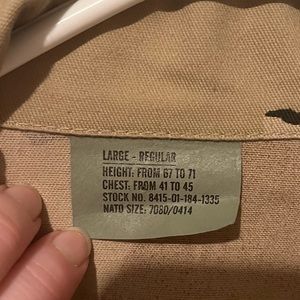 LARGE - REGULAR
HEIGHT: FROM 67 TO 71
CHEST: FROM 41 TO 45
STOCK NO. 8415-01-184-1335
NATO SIZE: 7080/0414